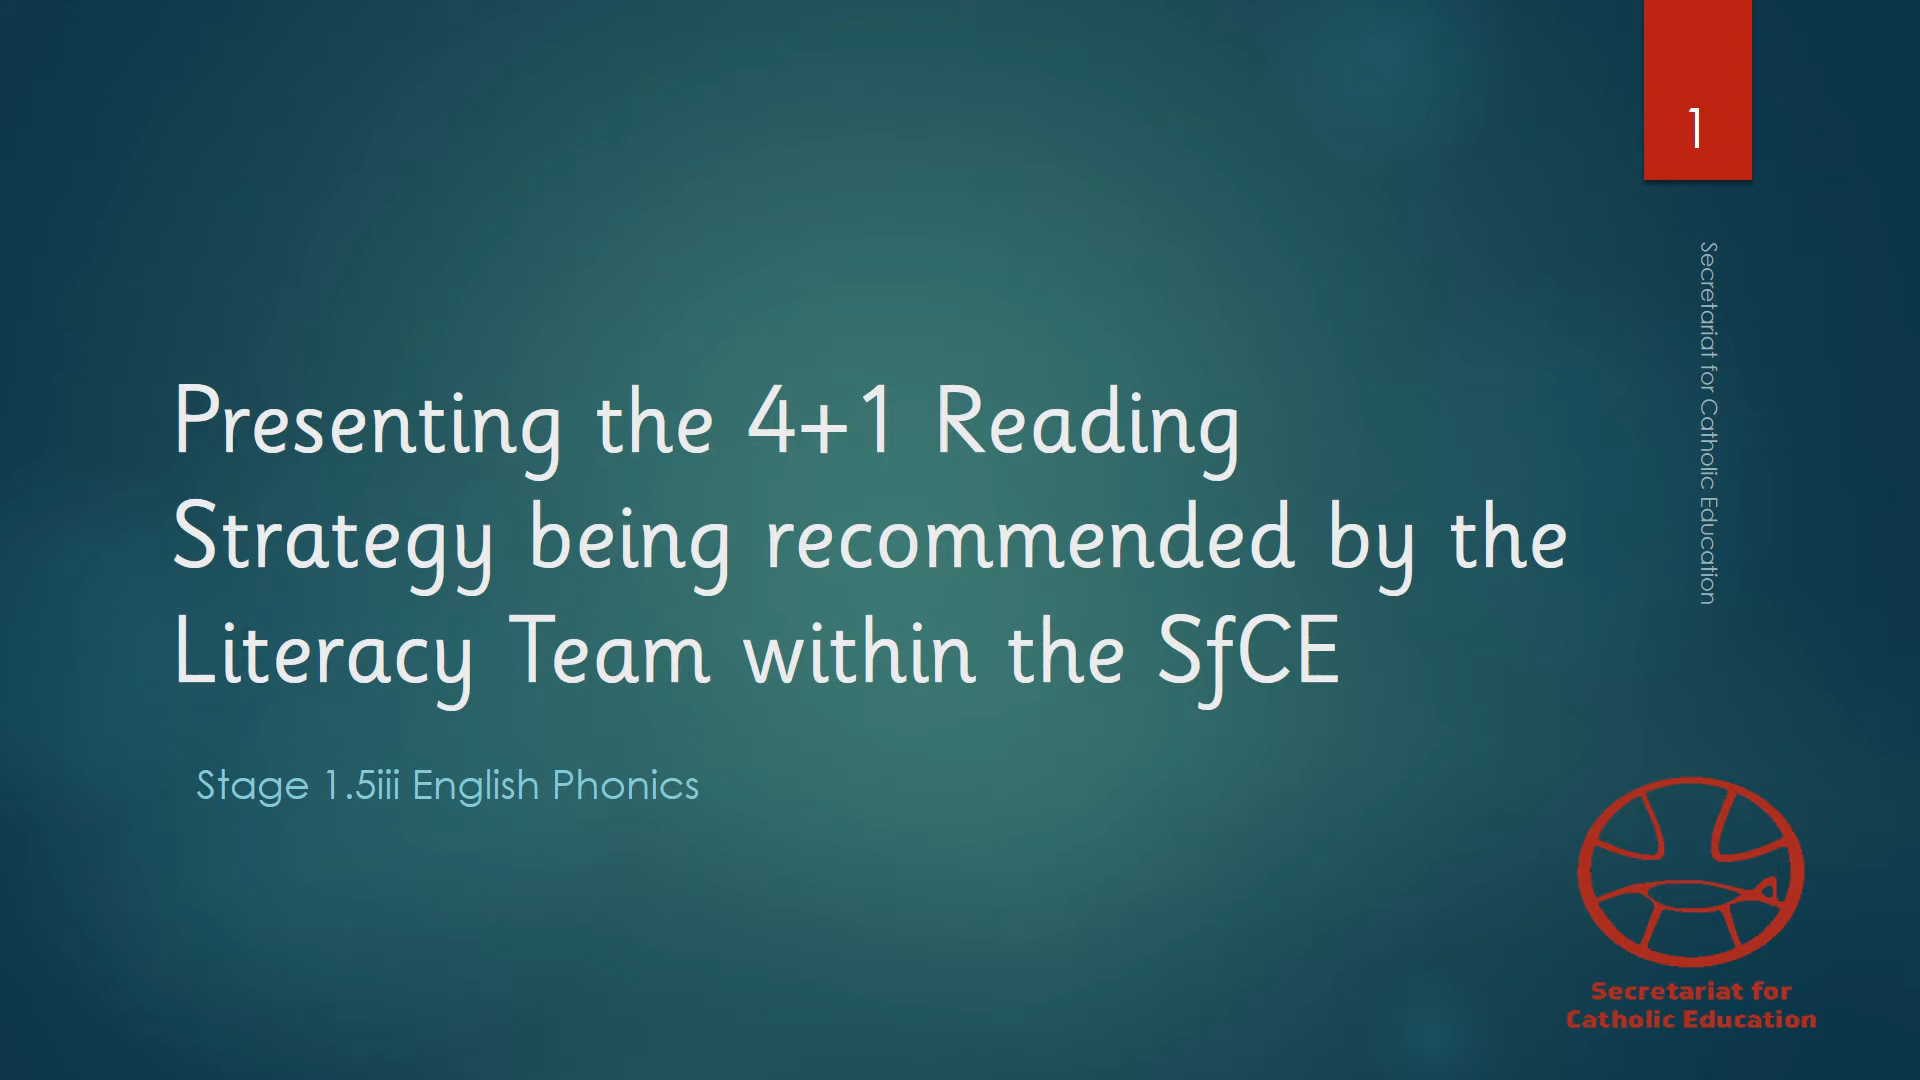 1
Secretariat for Catholic Education
Presenting the 4+1 Reading
Strategy being recommended by the
Literacy Team within the SfCE
Stage 1.5iii English Phonics
Secretariat for
Catholic Education